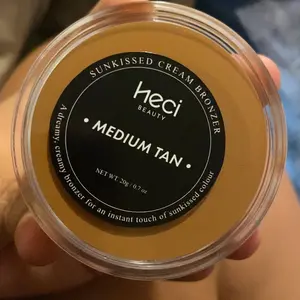 SUNKISSED CREAM BRONZER
heci
BEAUTY
• MEDIUM TAN •
NET WT. 20g / 0.7 oz
A dreamy, creamy bronzer for an instant touch of sunkissed colour